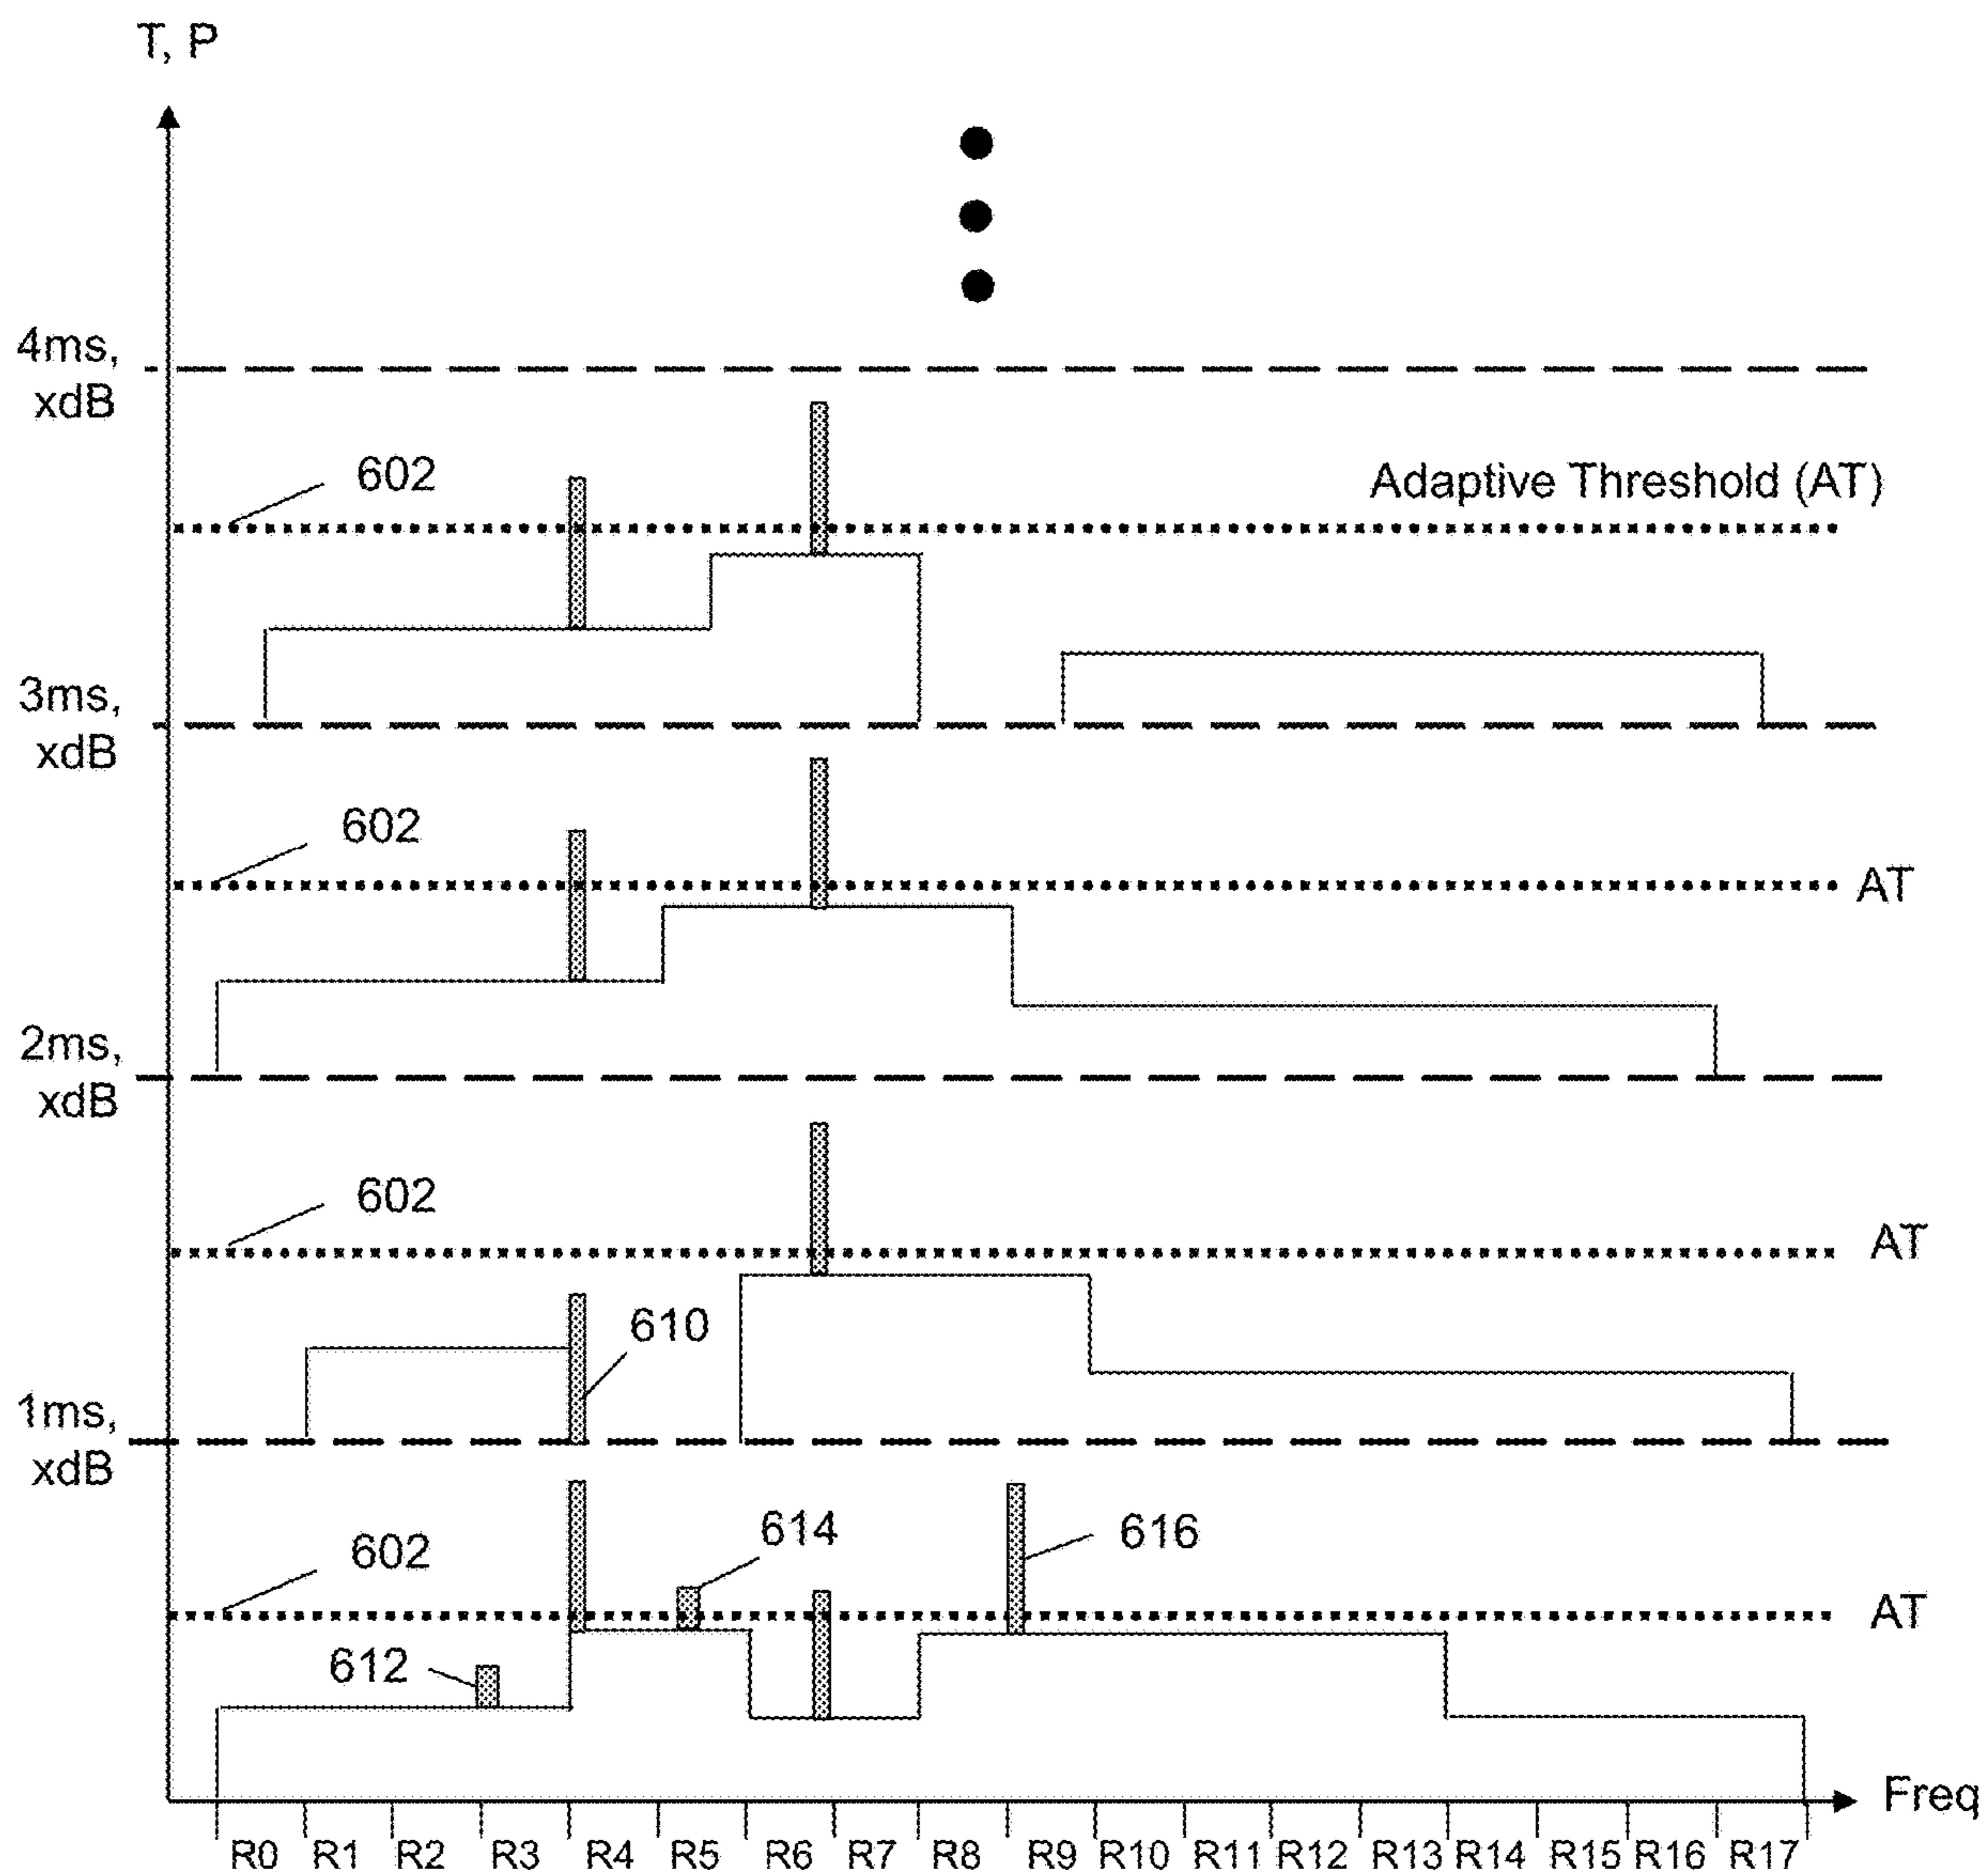 T, P
4ms,
xdB
602
Adaptive Threshold (AT)
3ms,
xdB
602
AT
2ms,
xdB
602
AT
610
1ms,
xdB
602
614
616
AT
612
Freq
R0 R1 R2 R3 R4 R5 R6 R7 R8 R9 R10 R11 R12 R13 R14 R15 R16 R17